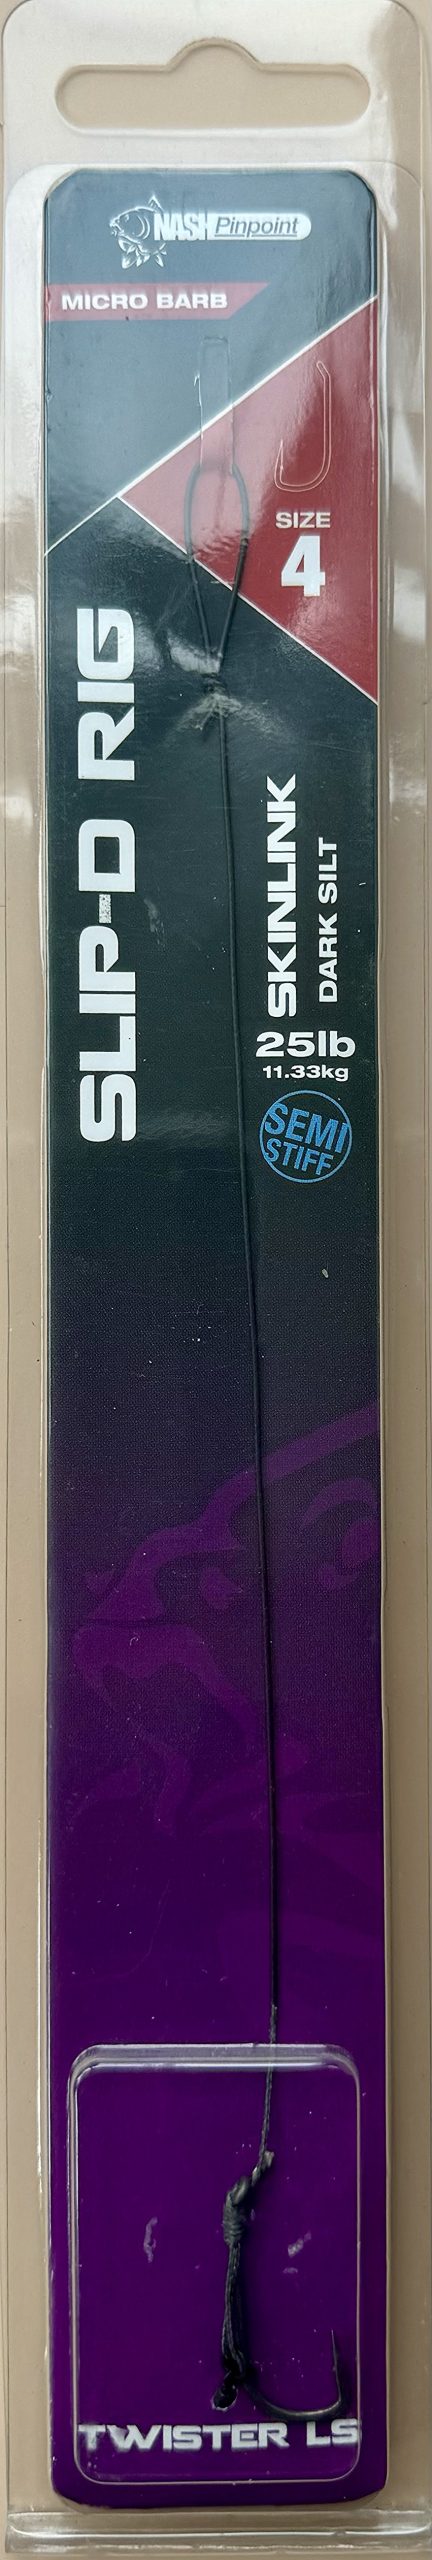 NASH Pinpoint
MICRO BARB
SIZE
4
SLIP-D RIG
SKINLINK
DARK SILT
25lb
11.33kg
SEMI
STIFF
TWISTER LS